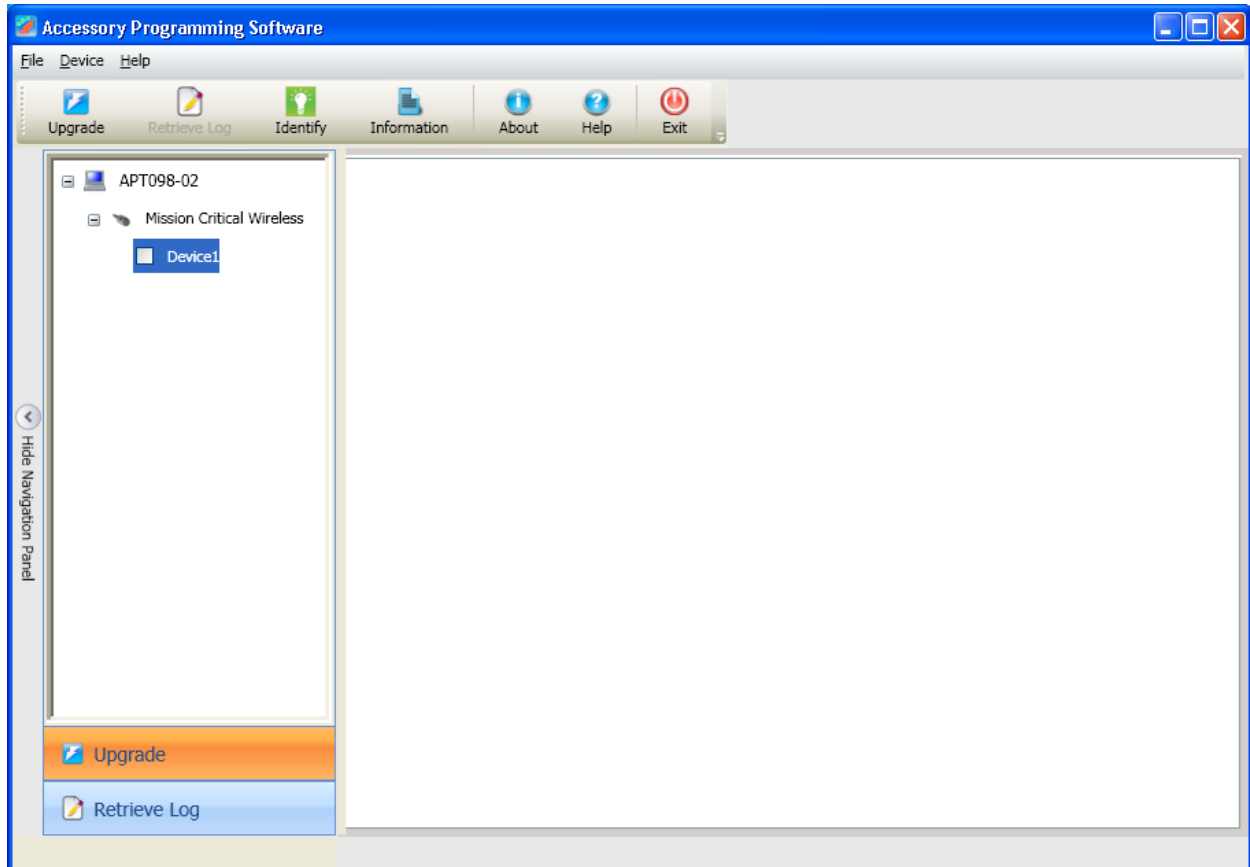 Accessory Programming Software
File Device Help
Upgrade Retrieve Log Identify Information About Help Exit
APT098-02
Mission Critical Wireless
Device1
Hide Navigation Panel
Upgrade
Retrieve Log